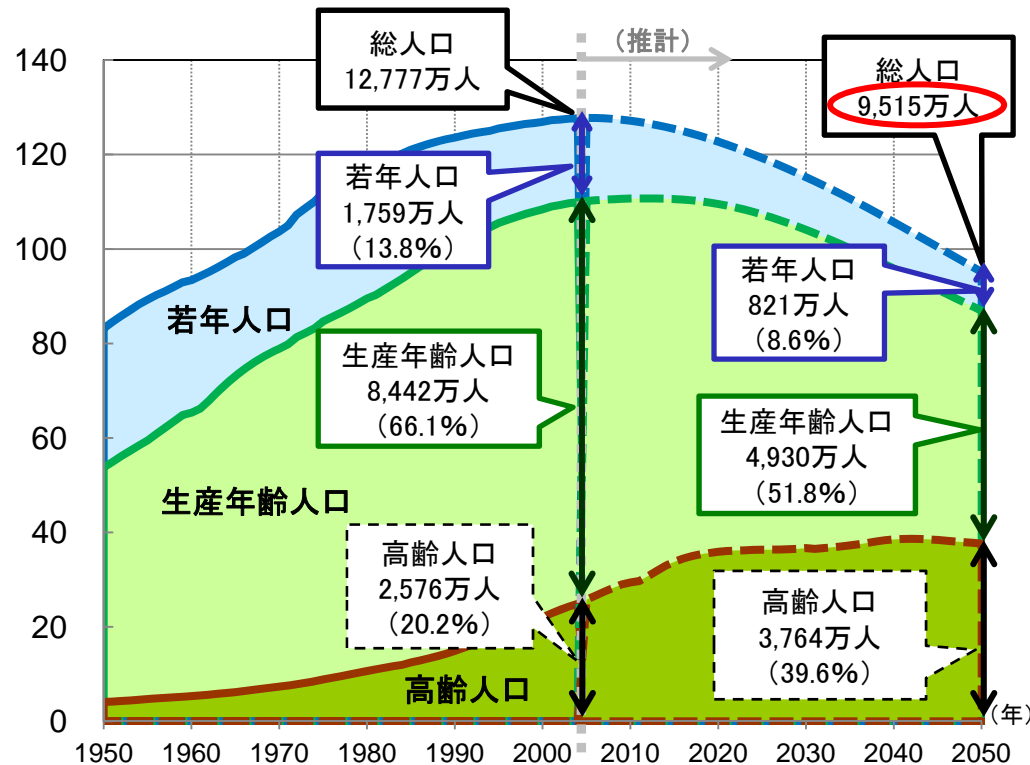 140
120
100
80
60
40
20
0
1950
1960
1970
1980
1990
2000
2010
2020
2030
2040
2050
（年）
（推計）
総人口
12,777万人
総人口
9,515万人
若年人口
1,759万人
（13.8%）
若年人口
821万人
（8.6%）
若年人口
生産年齢人口
8,442万人
（66.1%）
生産年齢人口
4,930万人
（51.8%）
生産年齢人口
高齢人口
2,576万人
（20.2%）
高齢人口
3,764万人
（39.6%）
高齢人口